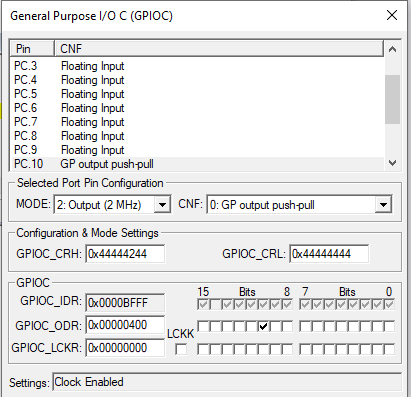 General Purpose I/O C (GPIOC)
Pin CNF
PC.3 Floating Input
PC.4 Floating Input
PC.5 Floating Input
PC.6 Floating Input
PC.7 Floating Input
PC.8 Floating Input
PC.9 Floating Input
PC.10 GP output push-pull
Selected Port Pin Configuration
MODE: 2: Output (2 MHz) CNF: 0: GP output push-pull
Configuration & Mode Settings
GPIOC_CRH: 0x44444244 GPIOC_CRL: 0x44444444
GPIOC
15 Bits 8 7 Bits 0
GPIOC_IDR: 0x0000BFFF
GPIOC_ODR: 0x00000400
LCKK
GPIOC_LCKR: 0x00000000
Settings: Clock Enabled